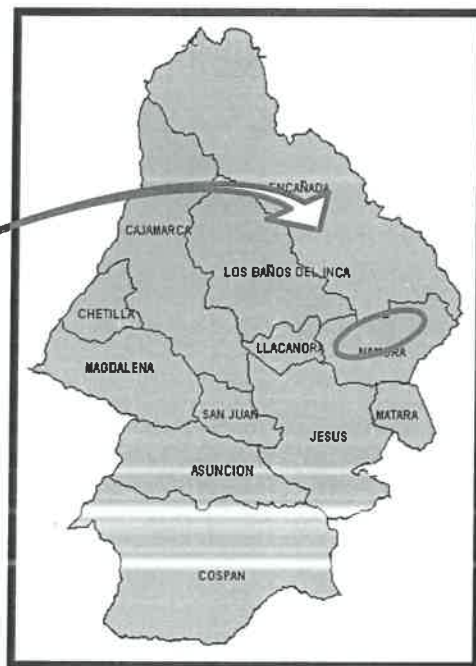 ENCAÑADA
CAJAMARCA
LOS BAÑOS DEL INCA
CHETILLA
LLACANORA
NAMORA
MAGDALENA
SAN JUAN
MATARA
JESUS
ASUNCION
COSPAN